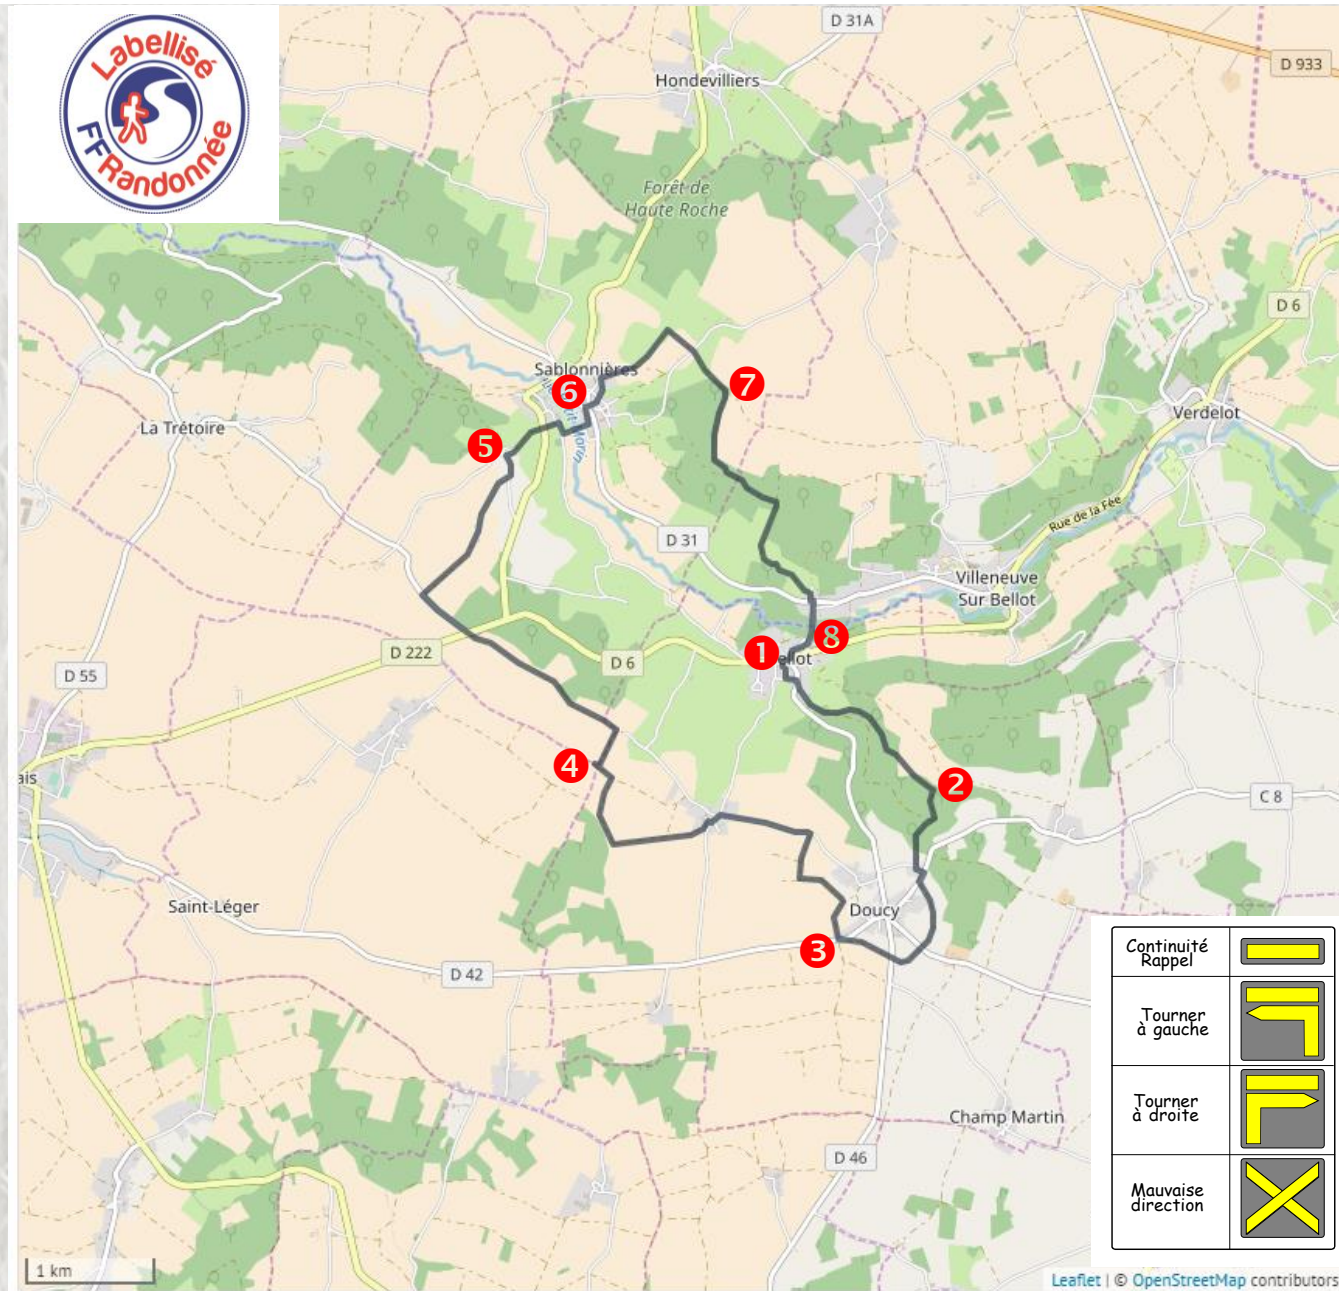 Labellisé
FFRandonnée
D 31A
D 933
Hondevilliers
Forêt de
Haute Roche
D 6
Sablonnières
7
6
Verdelot
La Trétoire
5
Rue de la Fée
D 31
Villeneuve
Sur Bellot
8
1
ellot
D 222
D 6
D 55
4
ais
2
C 8
Saint-Léger
Doucy
3
D 42
Continuité
Rappel
Tourner
à gauche
Tourner
à droite
Mauvaise
direction
Champ Martin
D 46
1 km
Leaflet | © OpenStreetMap contributors